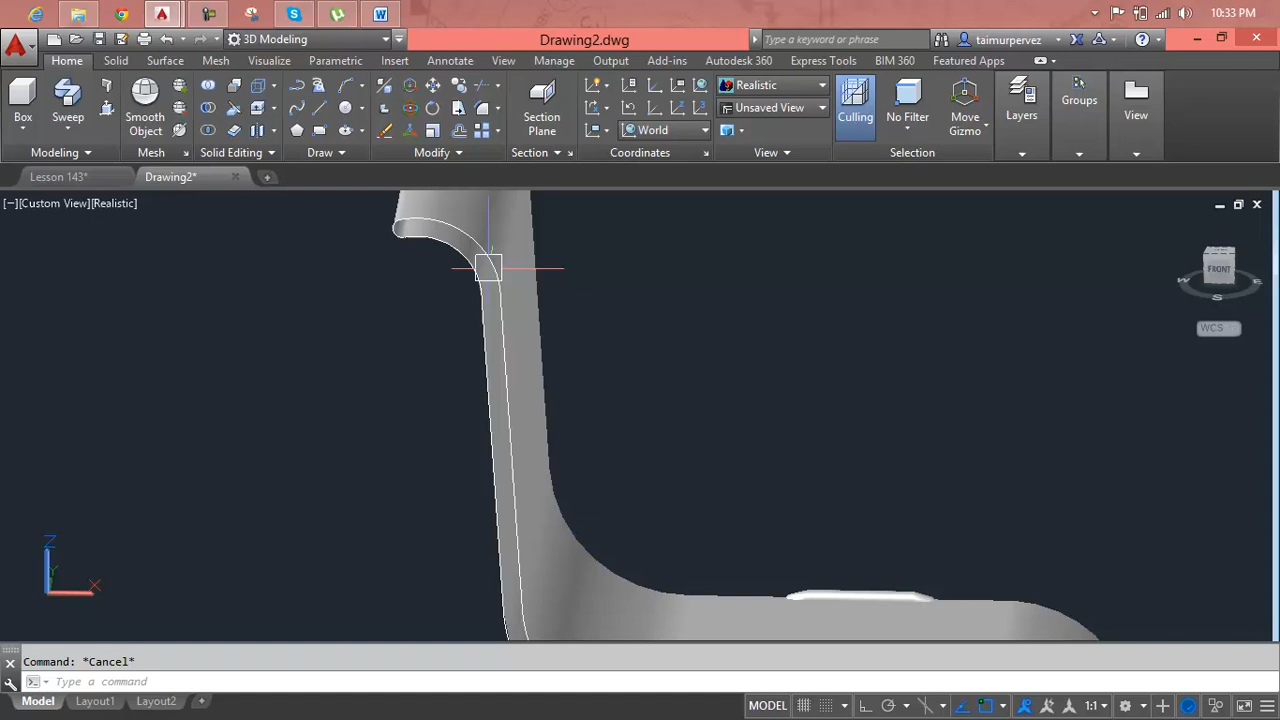 10:33 PM
3D Modeling
Drawing2.dwg
Type a keyword or phrase
taimurpervez
Home Solid Surface Mesh Visualize Parametric Insert Annotate View Manage Output Add-ins Autodesk 360 Express Tools BIM 360 Featured Apps
Realistic
Unsaved View
World
Box
Sweep
Smooth
Object
Section
Plane
Culling
No Filter
Move
Gizmo
Layers
Groups
View
Modeling
Mesh
Solid Editing
Draw
Modify
Section
Coordinates
View
Selection
Lesson 143*
Drawing2*
[−][Custom View][Realistic]
FRONT
W
E
S
WCS
Z
Y
X
Command: *Cancel*
Type a command
Model Layout1 Layout2
MODEL
1:1